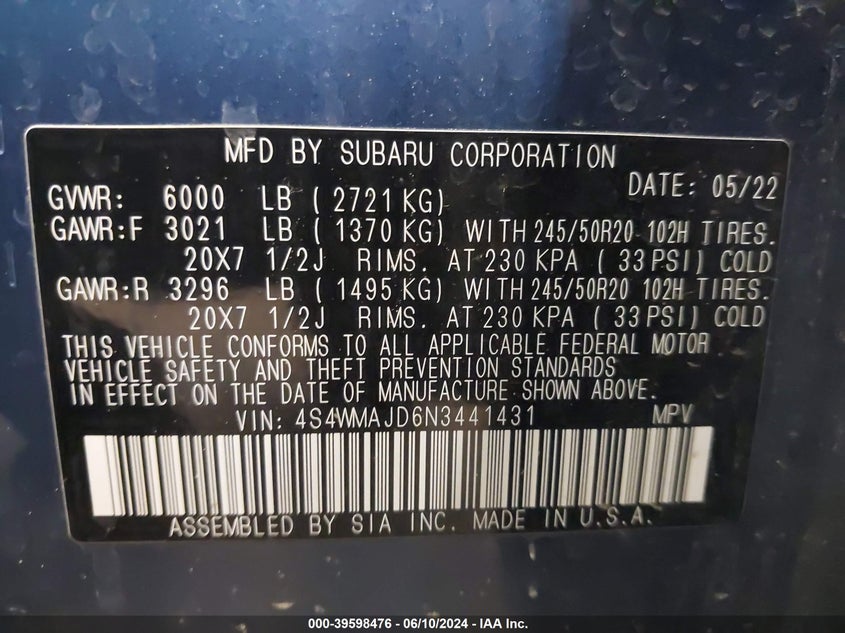 MFD BY SUBARU CORPORATION
DATE: 05/22
GVWR: 6000 LB ( 2721 KG)
GAWR:F 3021 LB ( 1370 KG) WITH 245/50R20 102H TIRES.
20X7 1/2J RIMS. AT 230 KPA ( 33 PSI) COLD
GAWR:R 3296 LB ( 1495 KG) WITH 245/50R20 102H TIRES.
20X7 1/2J RIMS. AT 230 KPA ( 33 PSI) COLD
THIS VEHICLE CONFORMS TO ALL APPLICABLE FEDERAL MOTOR
VEHICLE SAFETY AND THEFT PREVENTION STANDARDS
IN EFFECT ON THE DATE OF MANUFACTURE SHOWN ABOVE.
VIN: 4S4WMAJD6N3441431 MPV
ASSEMBLED BY SIA INC. MADE IN U.S.A.
000-39598476 - 06/10/2024 - IAA Inc.